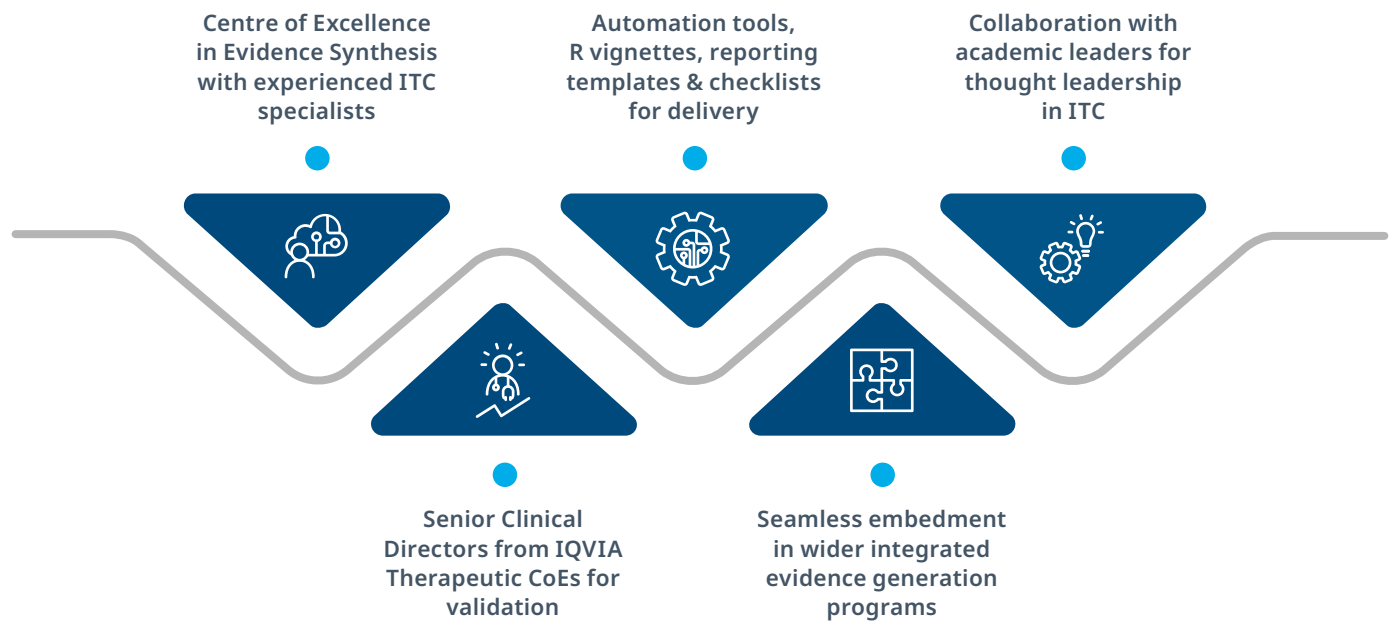 Centre of Excellence
in Evidence Synthesis
with experienced ITC
specialists
Automation tools,
R vignettes, reporting
templates & checklists
for delivery
Collaboration with
academic leaders for
thought leadership
in ITC
Senior Clinical
Directors from IQVIA
Therapeutic CoEs for
validation
Seamless embedment
in wider integrated
evidence generation
programs